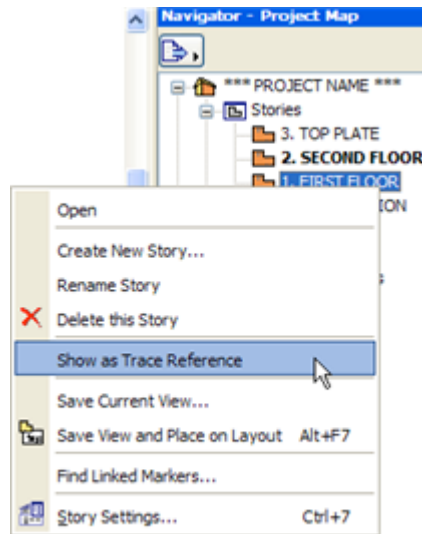 Navigator - Project Map
*** PROJECT NAME ***
Stories
3. TOP PLATE
2. SECOND FLOOR
1. FIRST FLOOR
ION
Open
Create New Story...
Rename Story
Delete this Story
Show as Trace Reference
Save Current View...
Save View and Place on Layout Alt+F7
Find Linked Markers...
Story Settings... Ctrl+7